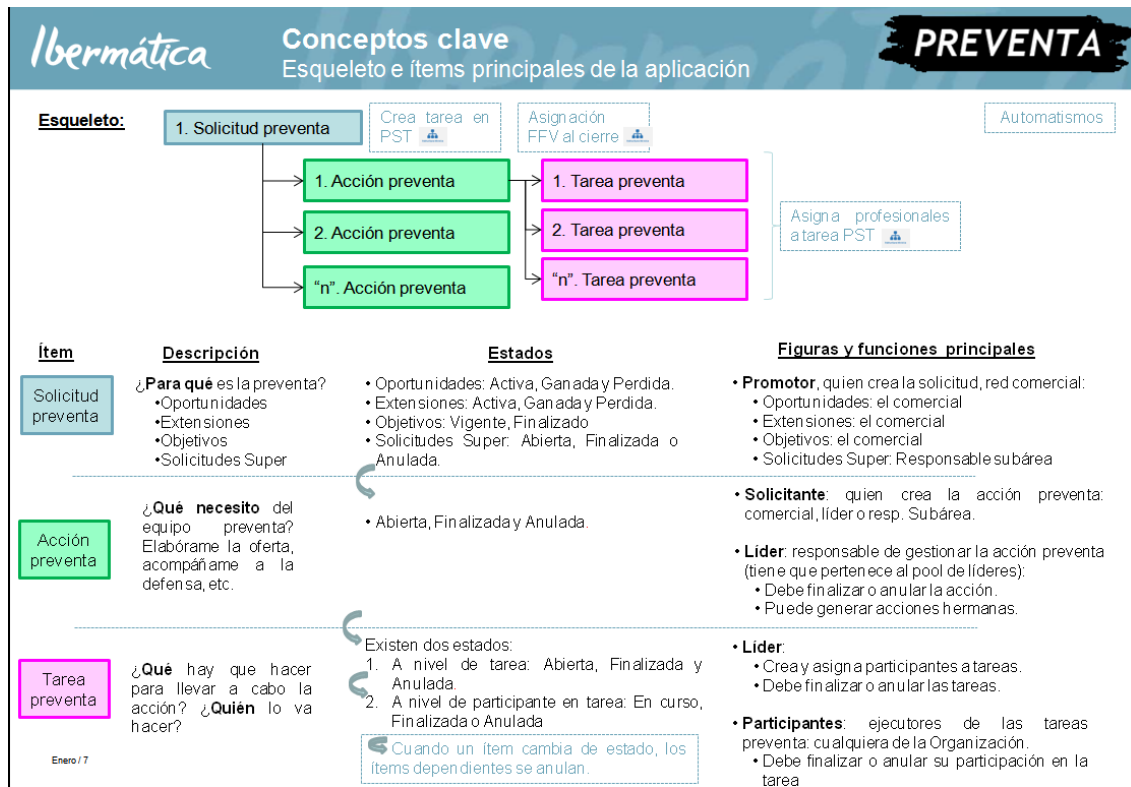 Ibermática
Conceptos clave
Esqueleto e ítems principales de la aplicación
PREVENTA
Esqueleto:
1. Solicitud preventa
Crea tarea en
PST
Asignación
FFV al cierre
Automatismos
1. Acción preventa
2. Acción preventa
“n”. Acción preventa
1. Tarea preventa
2. Tarea preventa
“n”. Tarea preventa
Asigna profesionales
a tarea PST
Ítem
Descripción
Estados
Figuras y funciones principales
Solicitud
preventa
¿Para qué es la preventa?
•Oportunidades
•Extensiones
•Objetivos
•Solicitudes Super
• Oportunidades: Activa, Ganada y Perdida.
• Extensiones: Activa, Ganada y Perdida.
• Objetivos: Vigente, Finalizado
• Solicitudes Super: Abierta, Finalizada o
Anulada.
• Promotor, quien crea la solicitud, red comercial:
• Oportunidades: el comercial
• Extensiones: el comercial
• Objetivos: el comercial
• Solicitudes Super: Responsable subárea
Acción
preventa
¿Qué necesito del
equipo preventa?
Elabórame la oferta,
acompáñame a la
defensa, etc.
• Abierta, Finalizada y Anulada.
• Solicitante: quien crea la acción preventa:
comercial, líder o resp. Subárea.
• Líder: responsable de gestionar la acción preventa
(tiene que pertenece al pool de líderes):
• Debe finalizar o anular la acción.
• Puede generar acciones hermanas.
Tarea
preventa
¿Qué hay que hacer
para llevar a cabo la
acción? ¿Quién lo va
hacer?
Existen dos estados:
1. A nivel de tarea: Abierta, Finalizada y
Anulada.
2. A nivel de participante en tarea: En curso,
Finalizada o Anulada
Cuando un ítem cambia de estado, los
ítems dependientes se anulan.
• Líder:
• Crea y asigna participantes a tareas.
• Debe finalizar o anular las tareas.
• Participantes: ejecutores de las tareas
preventa: cualquiera de la Organización.
• Debe finalizar o anular su participación en la
tarea
Enero / 7